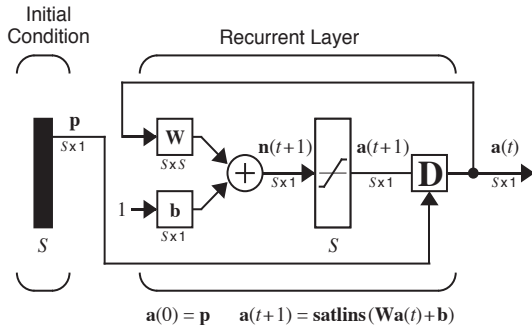 Initial
Condition
Recurrent Layer
p
S x 1
W
S x S
1
b
S x 1
n(t+1)
S x 1
a(t+1)
S x 1
D
a(t)
S x 1
S
S
a(0) = p a(t+1) = satlins(Wa(t)+b)